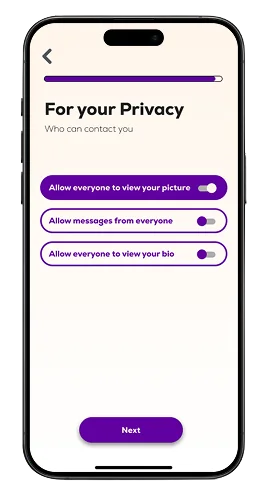 For your Privacy
Who can contact you
Allow everyone to view your picture
Allow messages from everyone
Allow everyone to view your bio
Next